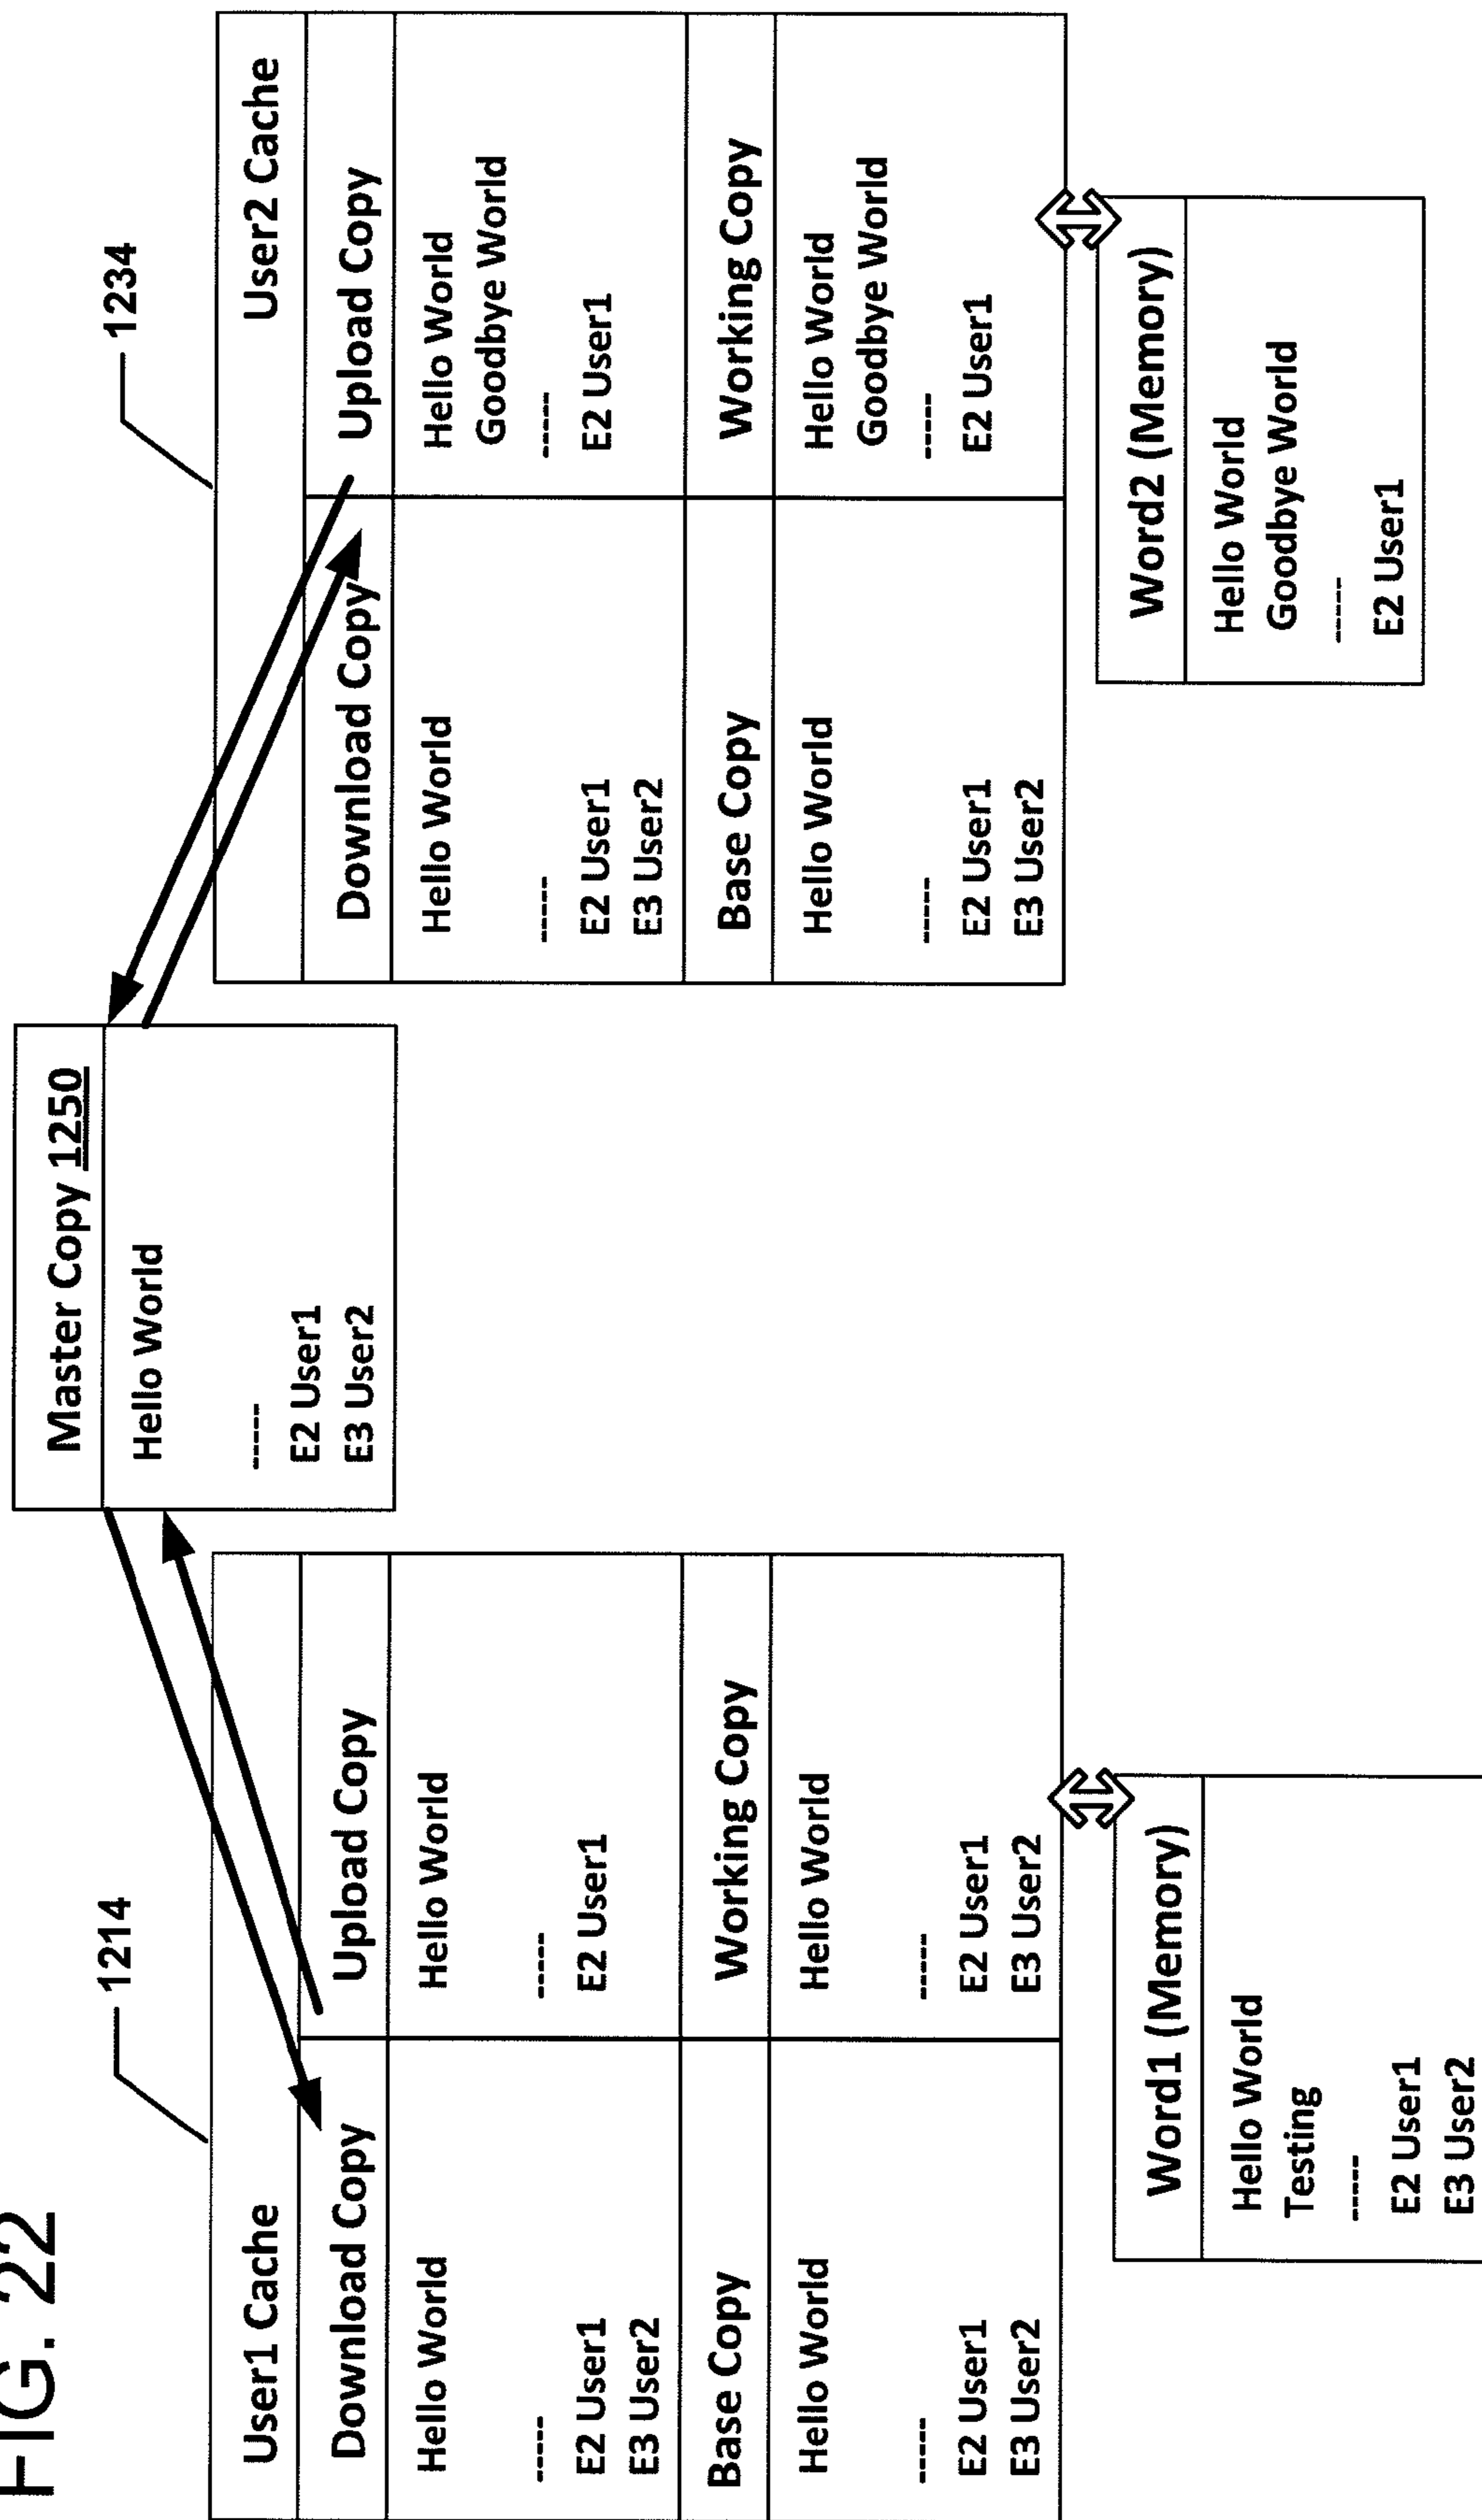 FIG. 22
Master Copy 1250
Hello World
-----
E2 User1
E3 User2
1214
User1 Cache
Download Copy
Hello World
-----
E2 User1
E3 User2
Upload Copy
Hello World
-----
E2 User1
Base Copy
Hello World
-----
E2 User1
E3 User2
Working Copy
Hello World
-----
E2 User1
E3 User2
Word1 (Memory)
Hello World
Testing
-----
E2 User1
E3 User2
1234
User2 Cache
Download Copy
Hello World
-----
E2 User1
E3 User2
Upload Copy
Hello World
Goodbye World
-----
E2 User1
Base Copy
Hello World
-----
E2 User1
E3 User2
Working Copy
Hello World
Goodbye World
-----
E2 User1
Word2 (Memory)
Hello World
Goodbye World
-----
E2 User1